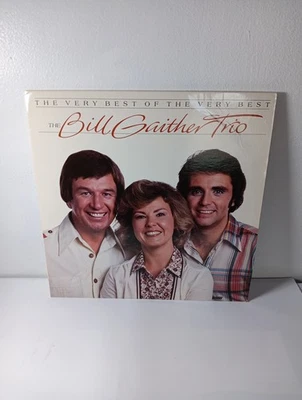 THE VERY BEST OF THE VERY BEST
THE Bill Gaither Trio